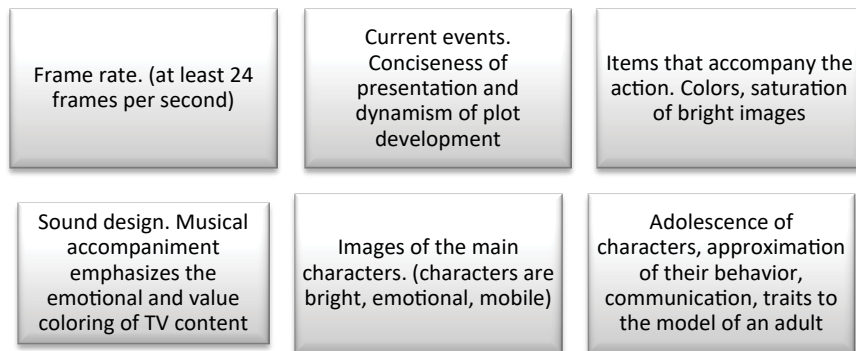 Frame rate. (at least 24
frames per second)
Current events.
Conciseness of
presentation and
dynamism of plot
development
Items that accompany the
action. Colors, saturation
of bright images
Sound design. Musical
accompaniment
emphasizes the
emotional and value
coloring of TV content
Images of the main
characters. (characters are
bright, emotional, mobile)
Adolescence of
characters, approximation
of their behavior,
communication, traits to
the model of an adult